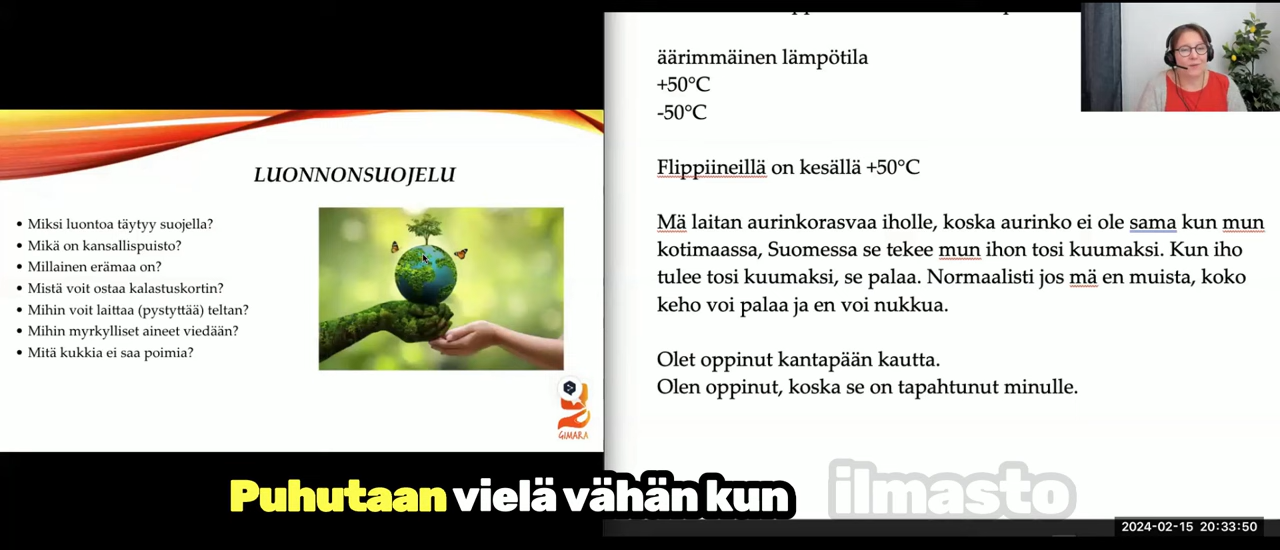 LUONNONSUOJELU
• Miksi luontoa täytyy suojella?
• Mikä on kansallispuisto?
• Millainen erämaa on?
• Mistä voit ostaa kalastuskortin?
• Mihin voit laittaa (pystyttää) teltan?
• Mihin myrkylliset aineet viedään?
• Mitä kukkia ei saa poimia?
GIMARA
äärimmäinen lämpötila
+50°C
-50°C
Flippiineillä on kesällä +50°C
Mä laitan aurinkorasvaa iholle, koska aurinko ei ole sama kun mun
kotimaassa, Suomessa se tekee mun ihon tosi kuumaksi. Kun iho
tulee tosi kuumaksi, se palaa. Normaalisti jos mä en muista, koko
keho voi palaa ja en voi nukkua.
Olet oppinut kantapään kautta.
Olen oppinut, koska se on tapahtunut minulle.
Puhutaan vielä vähän kun ilmasto
2024-02-15 20:33:50